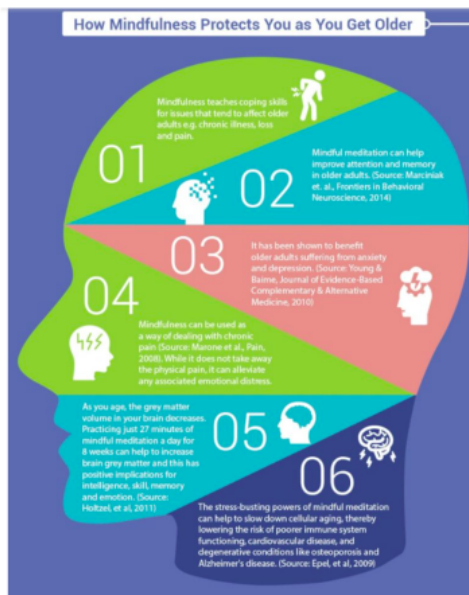 How Mindfulness Protects You as You Get Older
01
Mindfulness teaches coping skills
for issues that tend to affect older
adults e.g. chronic illness, loss
and pain.
02
Mindful meditation can help
improve attention and memory
in older adults. (Source: Marciniak
et. al., Frontiers in Behavioral
Neuroscience, 2014)
03
It has been shown to benefit
older adults suffering from anxiety
and depression. (Source: Young &
Baime, Journal of Evidence-Based
Complementary & Alternative
Medicine, 2010)
04
Mindfulness can be used as
a way of dealing with chronic
pain (Source: Marone et al., Pain,
2008). While it does not take away
the physical pain, it can alleviate
any associated emotional distress.
05
As you age, the grey matter
volume in your brain decreases.
Practicing just 27 minutes of
mindful meditation a day for
8 weeks can help to increase
brain grey matter and this has
positive implications for
intelligence, skill, memory
and emotion. (Source:
Holtzel, et al, 2011)
06
The stress-busting powers of mindful meditation
can help to slow down cellular aging, thereby
lowering the risk of poorer immune system
functioning, cardiovascular disease, and
degenerative conditions like osteoporosis and
Alzheimer's disease. (Source: Epel, et al, 2009)